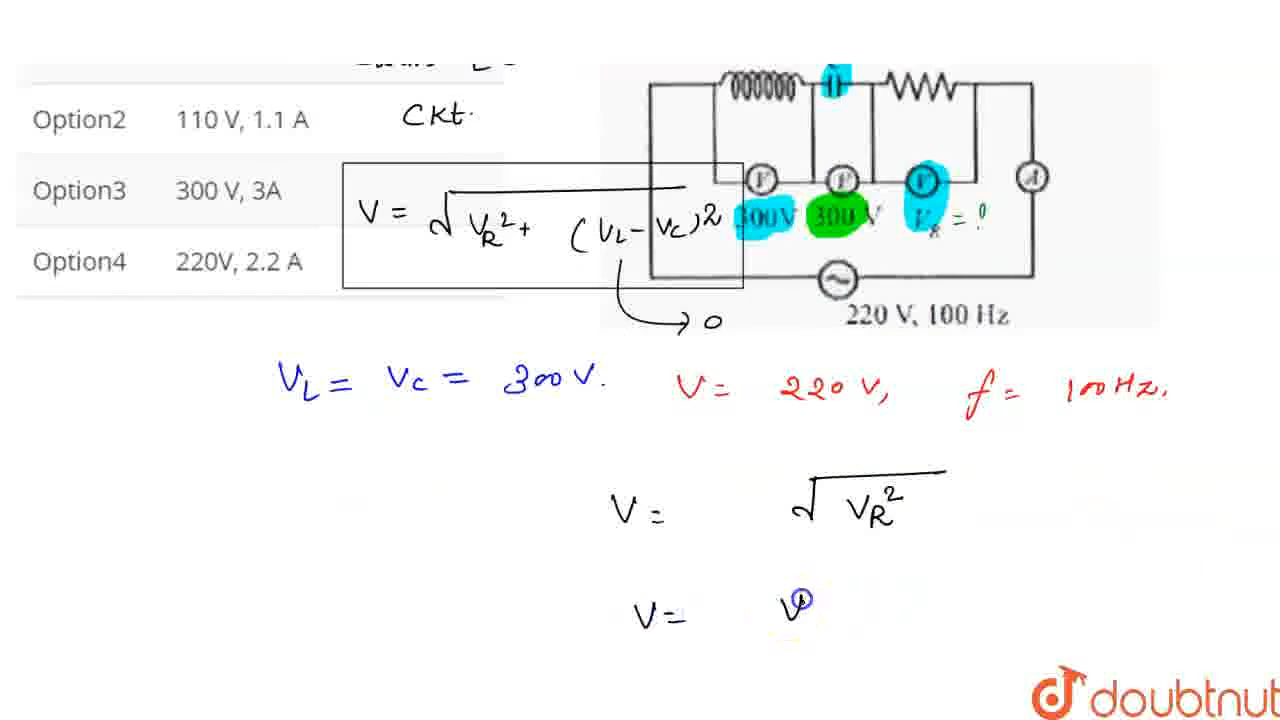 Option2 110 V, 1.1 A
Ckt.
Option3 300 V, 3A
Option4 220V, 2.2 A
V = √ V_R² + (V_L - V_C)²
→ 0
V V V A
300V 300 V V_R = ?
220 V, 100 Hz
V_L = V_C = 300 V. V = 220 V, f = 100 Hz.
V = √ V_R²
V = V
doubtnut